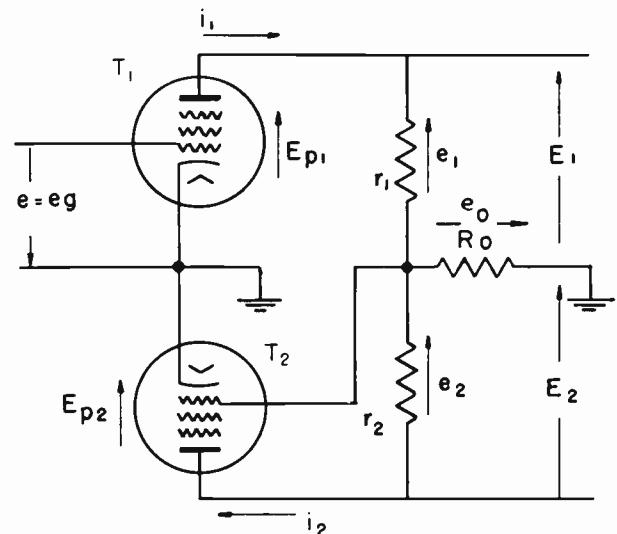 i₁
T₁
Eₚ₁
e₁
r₁
E₁
e = eg
e₀
R₀
T₂
Eₚ₂
e₂
r₂
E₂
i₂